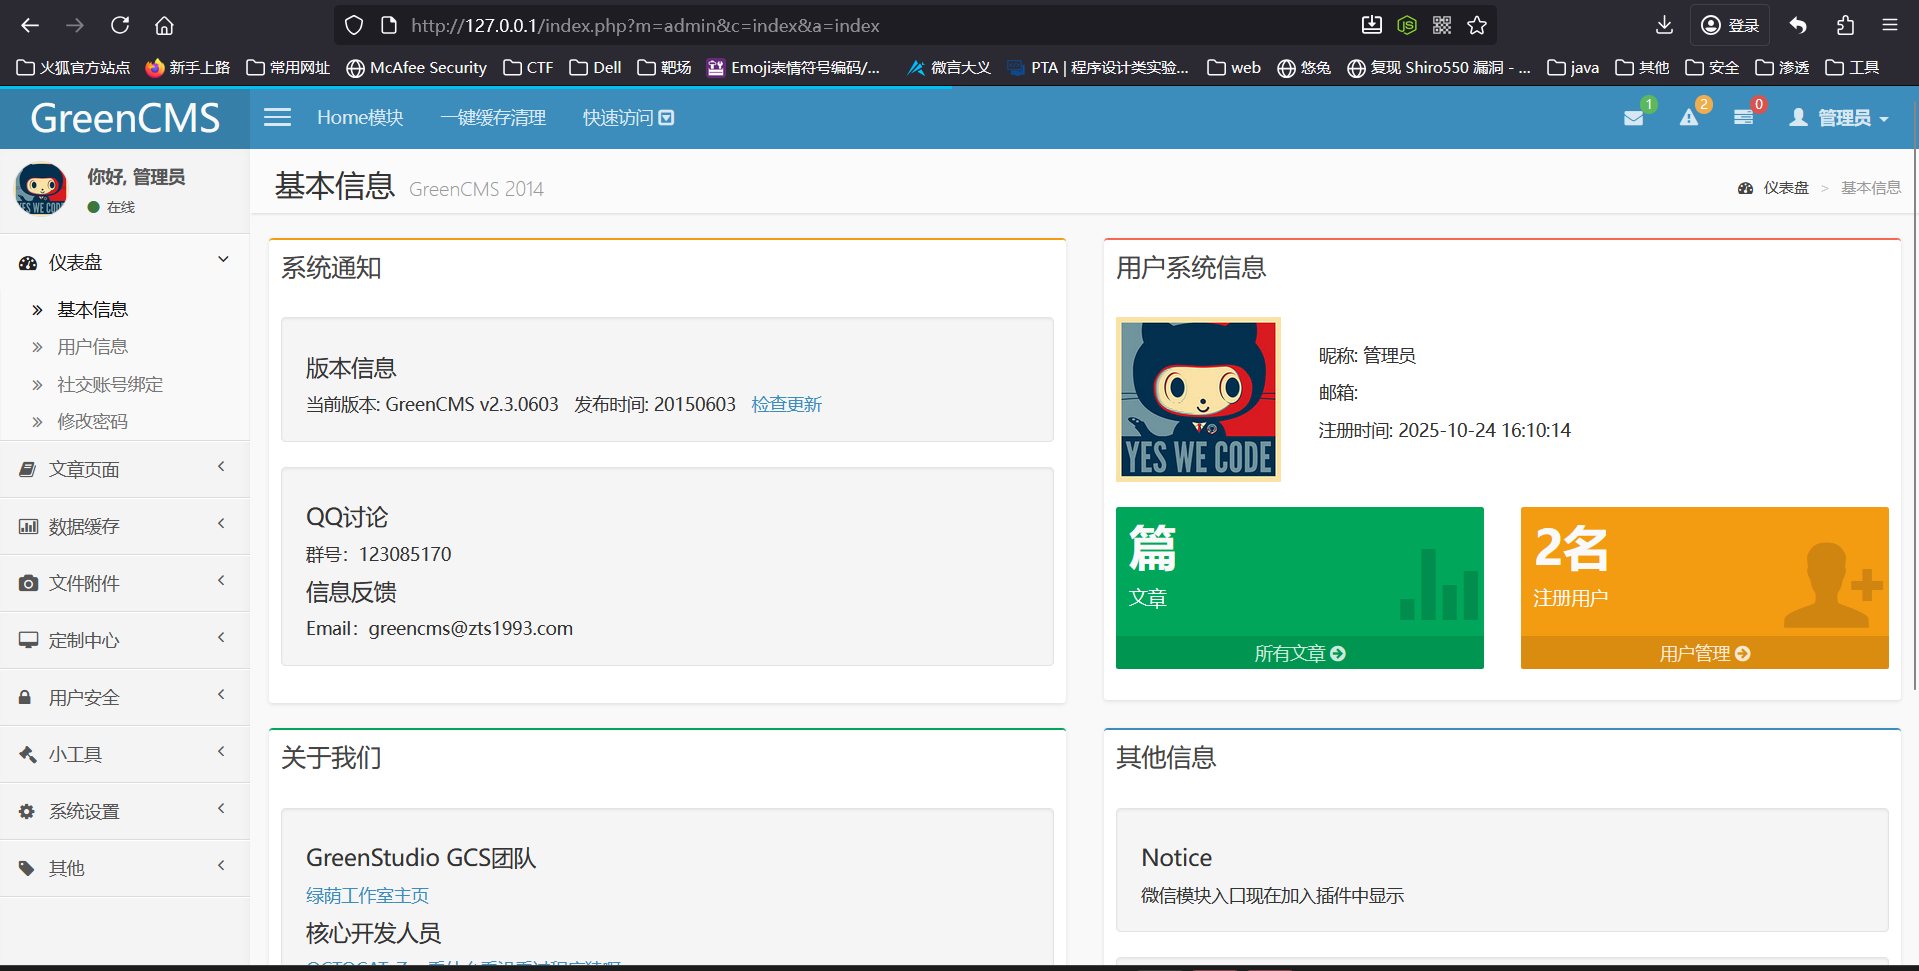 http://127.0.0.1/index.php?m=admin&c=index&a=index
登录
火狐官方站点 新手上路 常用网址 McAfee Security CTF Dell 靶场 Emoji表情符号编码/... 微言大义 PTA | 程序设计类实验... web 悠兔 复现 Shiro550 漏洞 - ... java 其他 安全 渗透 工具
GreenCMS
Home模块 一键缓存清理 快速访问
1 2 0 管理员
你好, 管理员
在线
仪表盘
基本信息
用户信息
社交账号绑定
修改密码
文章页面
数据缓存
文件附件
定制中心
用户安全
小工具
系统设置
其他
基本信息 GreenCMS 2014
仪表盘 > 基本信息
系统通知
版本信息
当前版本: GreenCMS v2.3.0603 发布时间: 20150603 检查更新
QQ讨论
群号：123085170
信息反馈
Email：greencms@zts1993.com
用户系统信息
YES WE CODE
昵称: 管理员
邮箱:
注册时间: 2025-10-24 16:10:14
篇
文章
所有文章
2名
注册用户
用户管理
关于我们
GreenStudio GCS团队
绿荫工作室主页
核心开发人员
其他信息
Notice
微信模块入口现在加入插件中显示